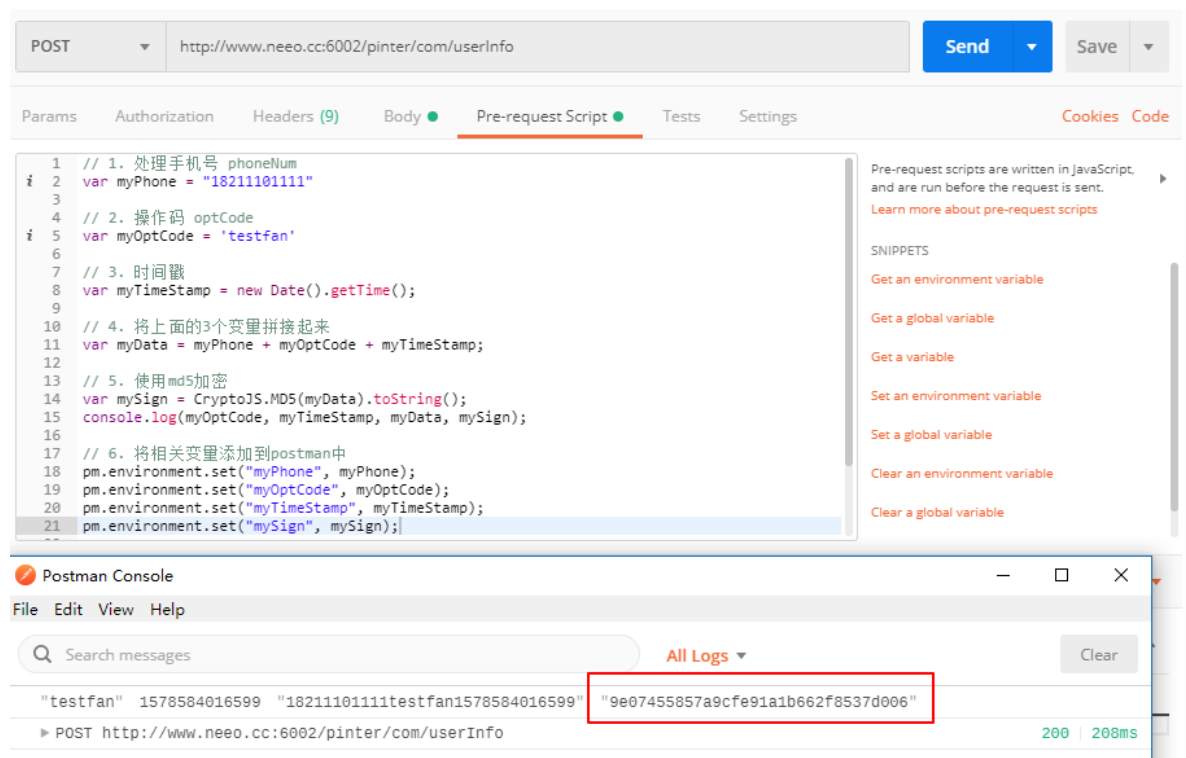 POST http://www.neeo.cc:6002/pinter/com/userInfo Send Save
Params Authorization Headers (9) Body Pre-request Script Tests Settings Cookies Code
1 // 1. 处理手机号 phoneNum
i 2 var myPhone = "18211101111"
3
4 // 2. 操作码 optCode
i 5 var myOptCode = 'testfan'
6
7 // 3. 时间戳
8 var myTimeStamp = new Date().getTime();
9
10 // 4. 将上面的3个变量拼接起来
11 var myData = myPhone + myOptCode + myTimeStamp;
12
13 // 5. 使用md5加密
14 var mySign = CryptoJS.MD5(myData).toString();
15 console.log(myOptCode, myTimeStamp, myData, mySign);
16
17 // 6. 将相关变量添加到postman中
18 pm.environment.set("myPhone", myPhone);
19 pm.environment.set("myOptCode", myOptCode);
20 pm.environment.set("myTimeStamp", myTimeStamp);
21 pm.environment.set("mySign", mySign);
Pre-request scripts are written in JavaScript,
and are run before the request is sent.
Learn more about pre-request scripts
SNIPPETS
Get an environment variable
Get a global variable
Get a variable
Set an environment variable
Set a global variable
Clear an environment variable
Clear a global variable
Postman Console
File Edit View Help
Search messages All Logs Clear
"testfan" 1578584016599 "18211101111testfan1578584016599" "9e07455857a9cfe91a1b662f8537d006"
POST http://www.neeo.cc:6002/pinter/com/userInfo 200 208ms